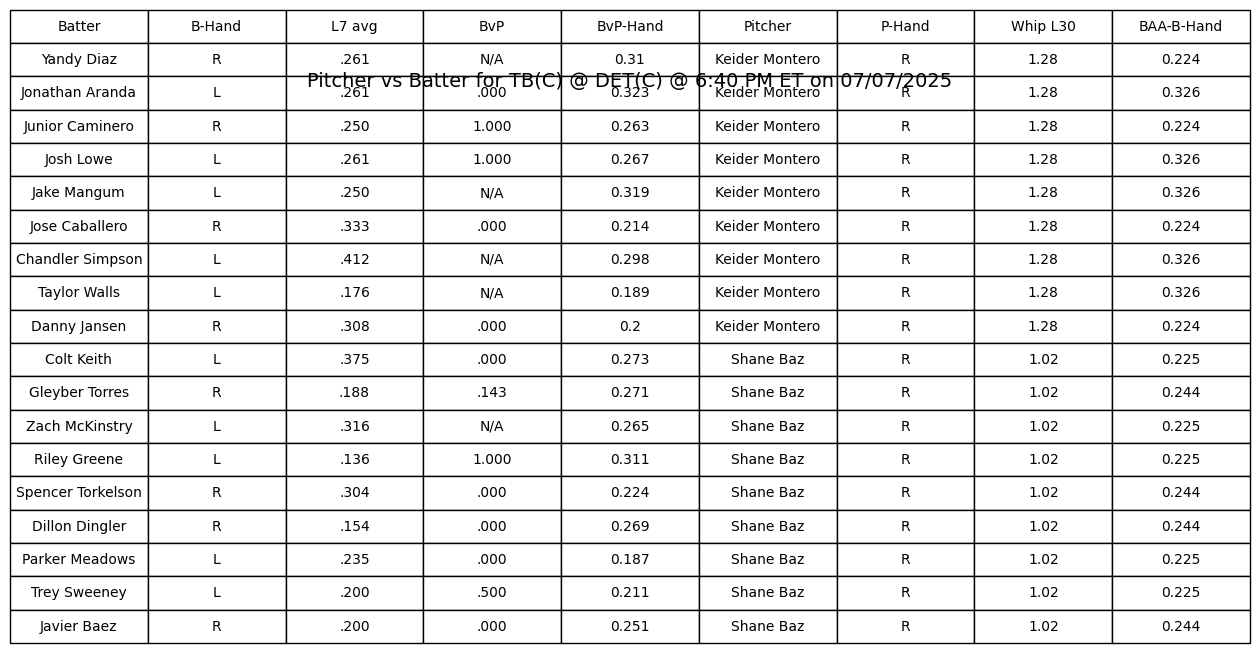 Batter B-Hand L7 avg BvP BvP-Hand Pitcher P-Hand Whip L30 BAA-B-Hand
Yandy Diaz R .261 N/A 0.31 Keider Montero R 1.28 0.224
Pitcher vs Batter for TB(C) @ DET(C) @ 6:40 PM ET on 07/07/2025
Jonathan Aranda L .261 .000 0.323 Keider Montero R 1.28 0.326
Junior Caminero R .250 1.000 0.263 Keider Montero R 1.28 0.224
Josh Lowe L .261 1.000 0.267 Keider Montero R 1.28 0.326
Jake Mangum L .250 N/A 0.319 Keider Montero R 1.28 0.326
Jose Caballero R .333 .000 0.214 Keider Montero R 1.28 0.224
Chandler Simpson L .412 N/A 0.298 Keider Montero R 1.28 0.326
Taylor Walls L .176 N/A 0.189 Keider Montero R 1.28 0.326
Danny Jansen R .308 .000 0.2 Keider Montero R 1.28 0.224
Colt Keith L .375 .000 0.273 Shane Baz R 1.02 0.225
Gleyber Torres R .188 .143 0.271 Shane Baz R 1.02 0.244
Zach McKinstry L .316 N/A 0.265 Shane Baz R 1.02 0.225
Riley Greene L .136 1.000 0.311 Shane Baz R 1.02 0.225
Spencer Torkelson R .304 .000 0.224 Shane Baz R 1.02 0.244
Dillon Dingler R .154 .000 0.269 Shane Baz R 1.02 0.244
Parker Meadows L .235 .000 0.187 Shane Baz R 1.02 0.225
Trey Sweeney L .200 .500 0.211 Shane Baz R 1.02 0.225
Javier Baez R .200 .000 0.251 Shane Baz R 1.02 0.244